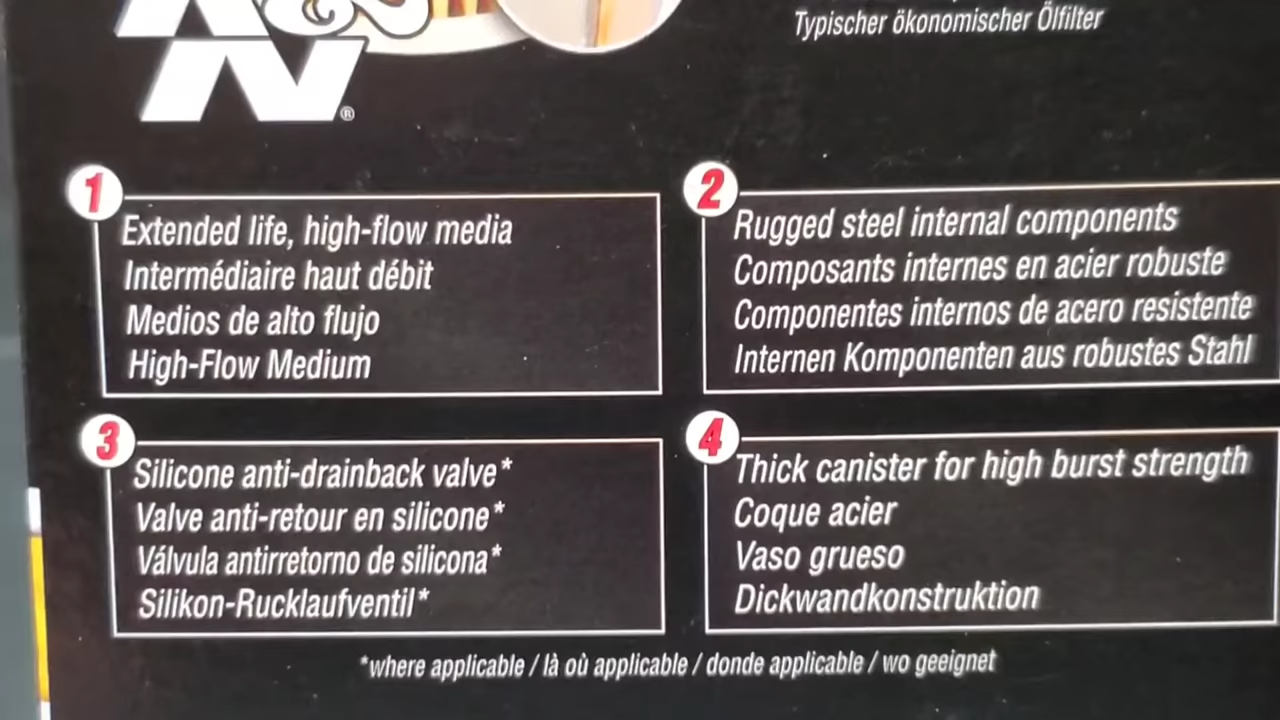 Typischer ökonomischer Ölfilter
K&N®
1
Extended life, high-flow media
Intermédiaire haut débit
Medios de alto flujo
High-Flow Medium
2
Rugged steel internal components
Composants internes en acier robuste
Componentes internos de acero resistente
Internen Komponenten aus robustes Stahl
3
Silicone anti-drainback valve*
Valve anti-retour en silicone*
Válvula antirretorno de silicona*
Silikon-Rucklaufventil*
4
Thick canister for high burst strength
Coque acier
Vaso grueso
Dickwandkonstruktion
*where applicable / là où applicable / donde applicable / wo geeignet